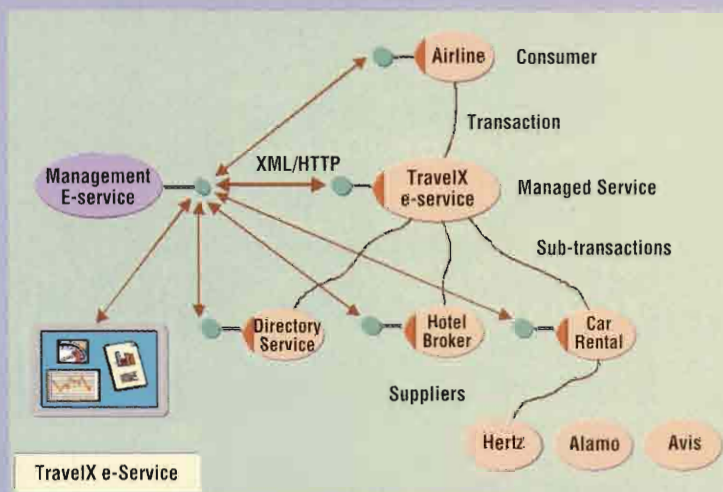 Airline
Consumer
Transaction
Management
E-service
XML/HTTP
TravelX
e-service
Managed Service
Sub-transactions
Directory
Service
Hotel
Broker
Car
Rental
Suppliers
Hertz
Alamo
Avis
TravelX e-Service